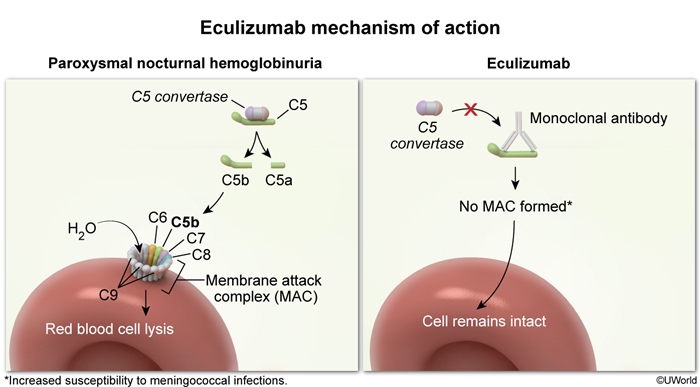 Eculizumab mechanism of action
Paroxysmal nocturnal hemoglobinuria
C5 convertase
C5
C5b
C5a
H₂O
C6
C5b
C7
C8
C9
Membrane attack
complex (MAC)
Red blood cell lysis
Eculizumab
C5
convertase
Monoclonal antibody
No MAC formed*
Cell remains intact
*Increased susceptibility to meningococcal infections.
©UWorld